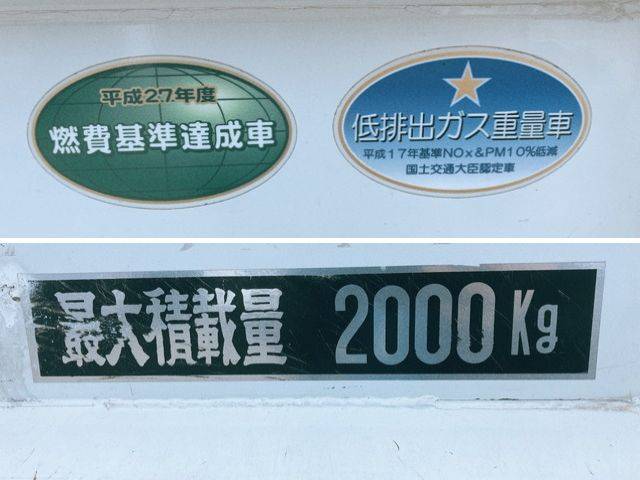 平成27年度
燃費基準達成車
低排出ガス重量車
平成17年基準NOx&PM10%低減
国土交通大臣認定車
最大積載量 2000Kg